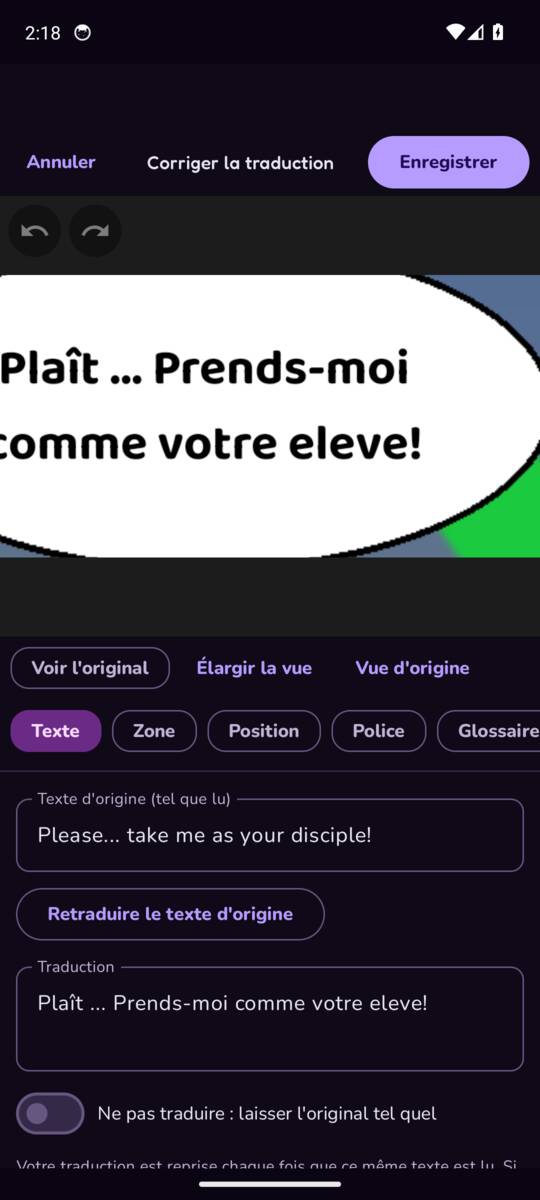 2:18
Annuler
Corriger la traduction
Enregistrer
Plaît ... Prends-moi
comme votre eleve!
Voir l'original
Élargir la vue
Vue d'origine
Texte
Zone
Position
Police
Glossaire
Texte d'origine (tel que lu)
Please... take me as your disciple!
Retraduire le texte d'origine
Traduction
Plaît ... Prends-moi comme votre eleve!
Ne pas traduire : laisser l'original tel quel
Votre traduction est reprise chaque fois que ce même texte est lu. Si